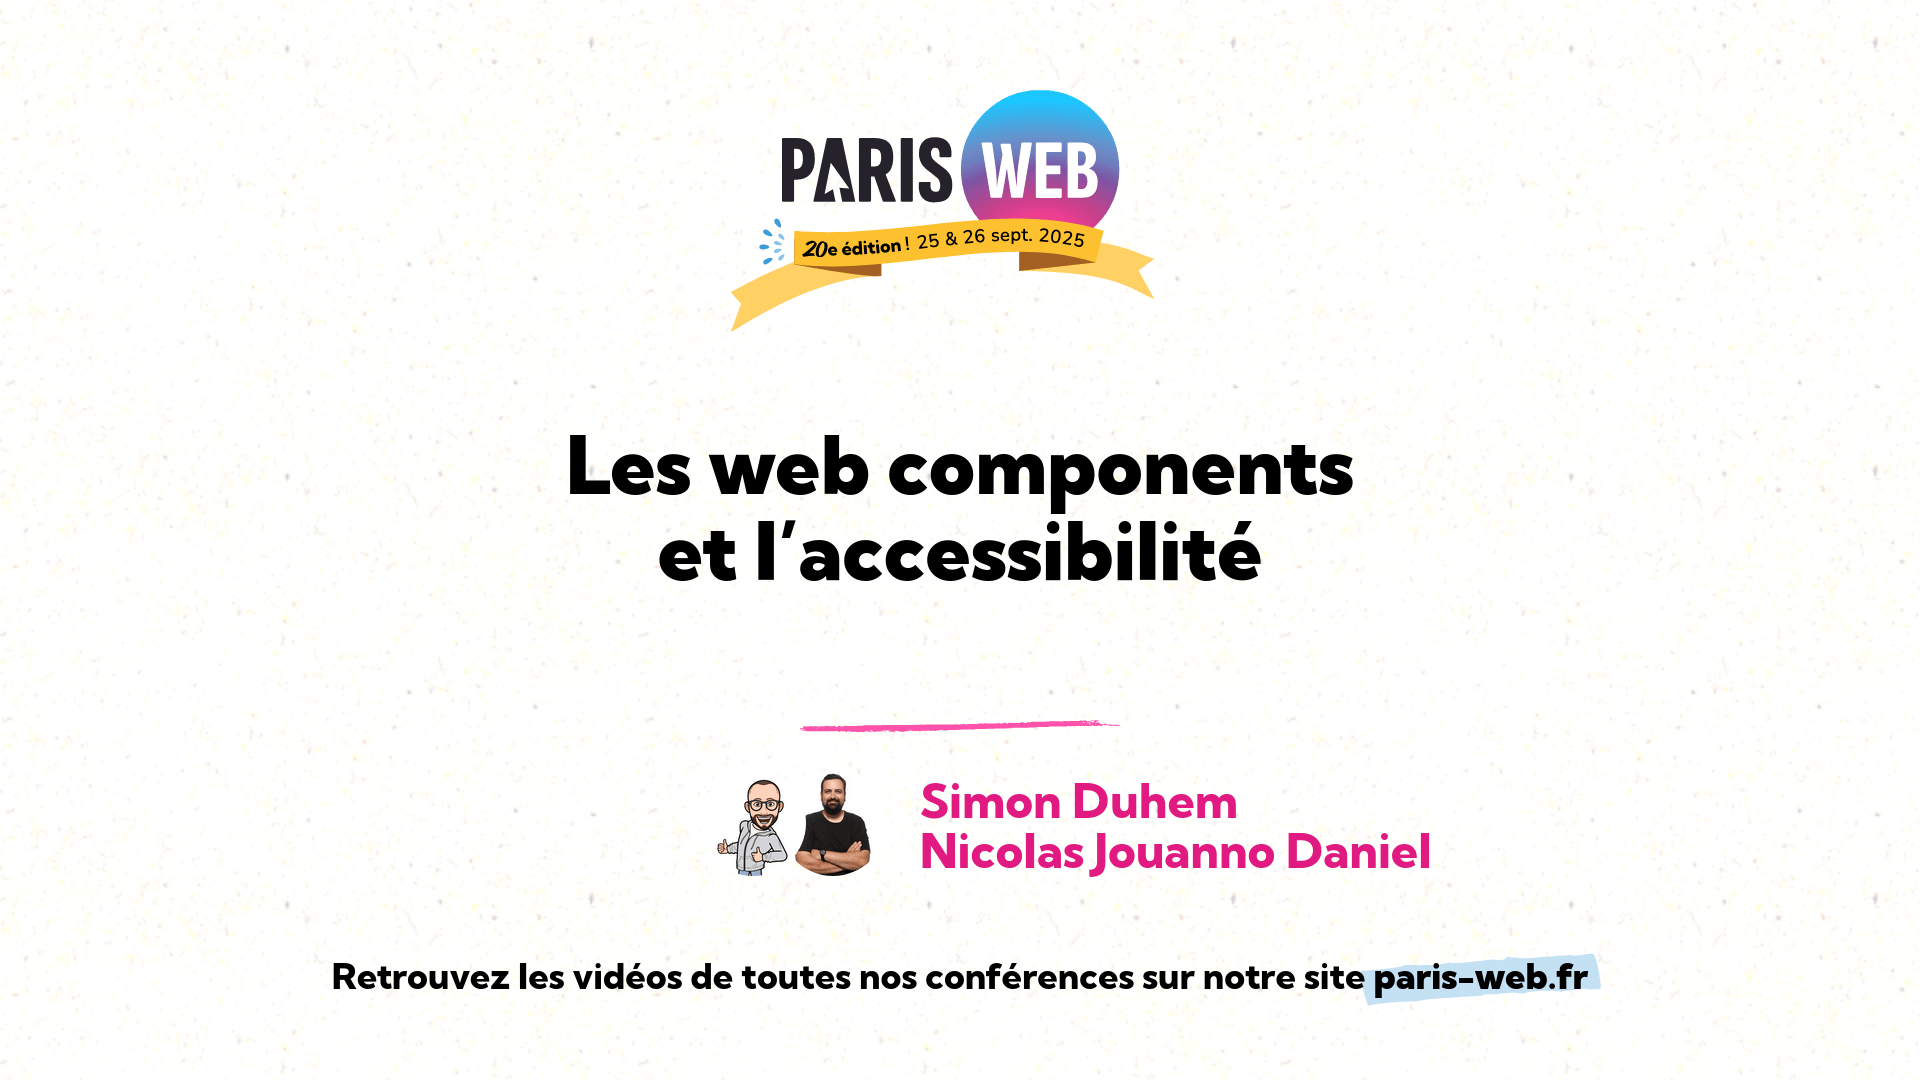 PARIS WEB
20e édition ! 25 & 26 sept. 2025
Les web components
et l’accessibilité
Simon Duhem
Nicolas Jouanno Daniel
Retrouvez les vidéos de toutes nos conférences sur notre site paris-web.fr